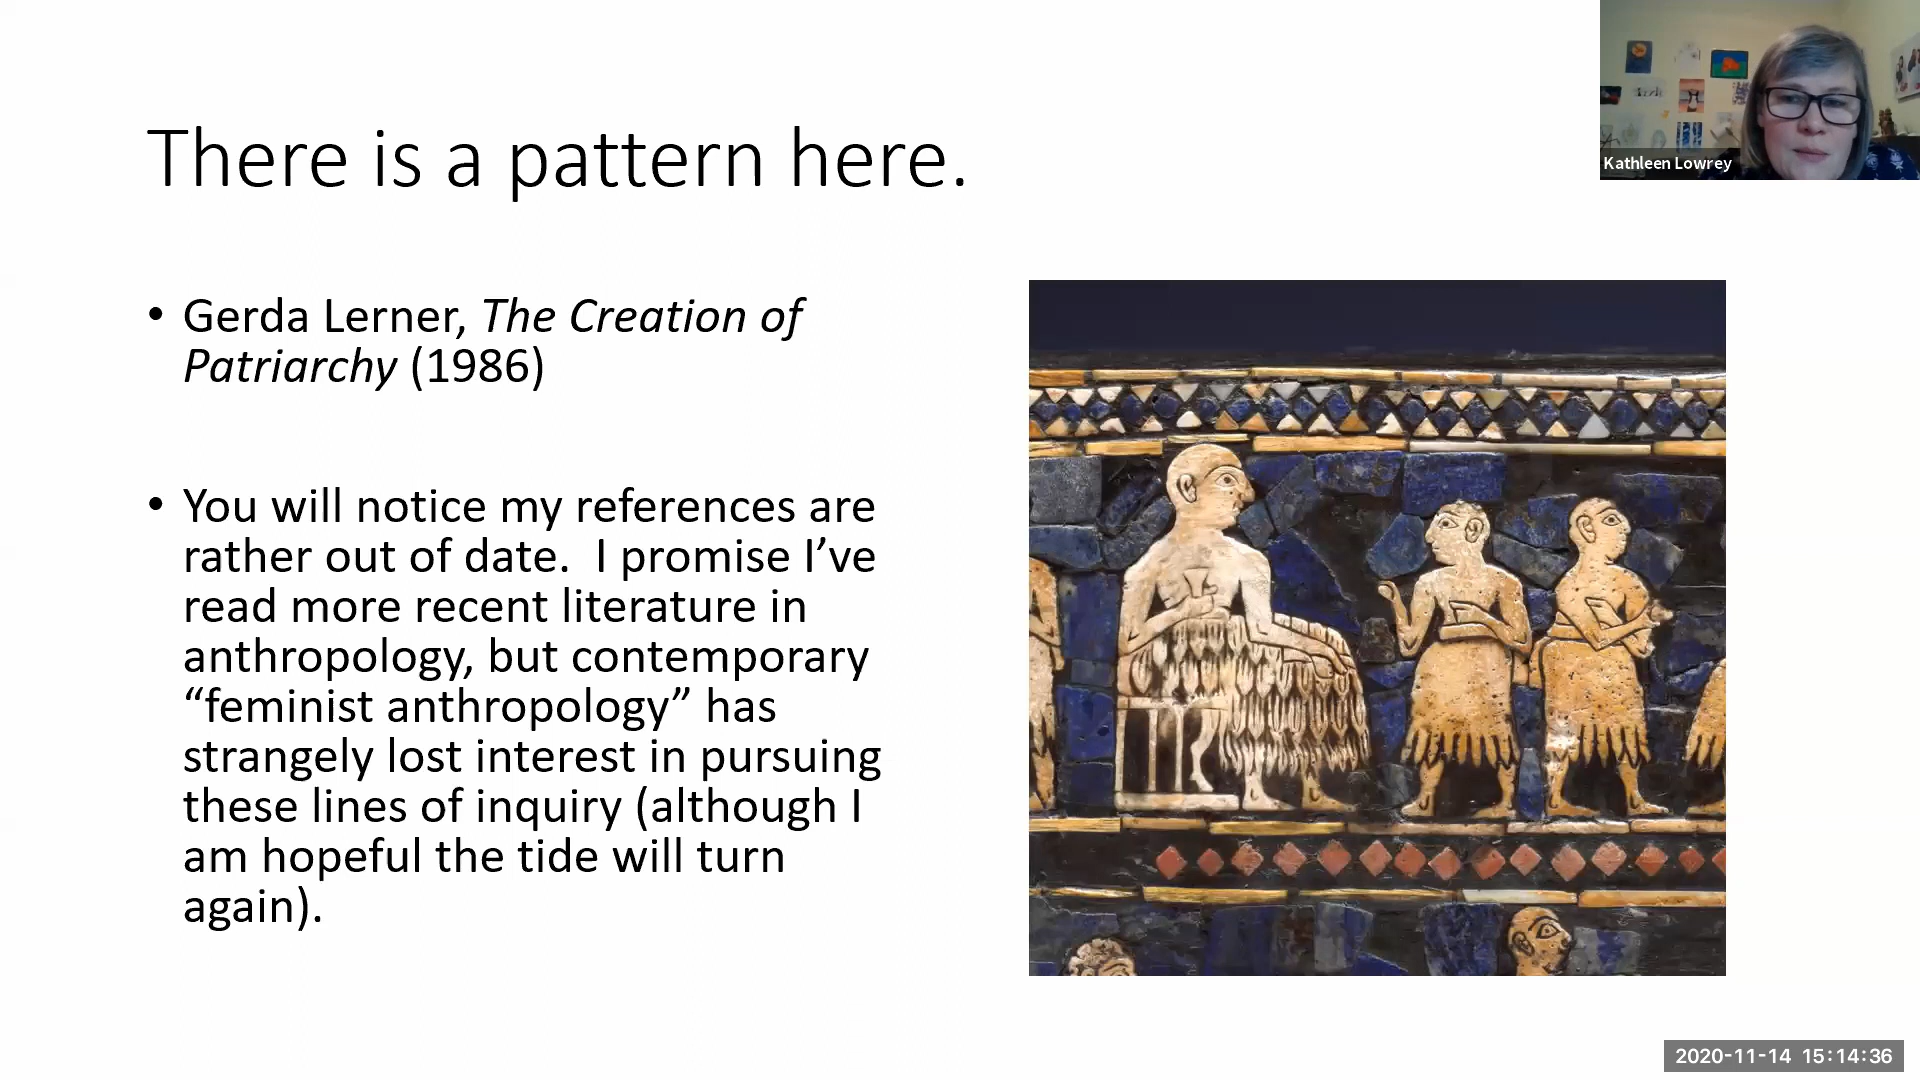 There is a pattern here.
Kathleen Lowrey
• Gerda Lerner, The Creation of
Patriarchy (1986)
• You will notice my references are
rather out of date.  I promise I’ve
read more recent literature in
anthropology, but contemporary
“feminist anthropology” has
strangely lost interest in pursuing
these lines of inquiry (although I
am hopeful the tide will turn
again).
2020-11-14 15:14:36